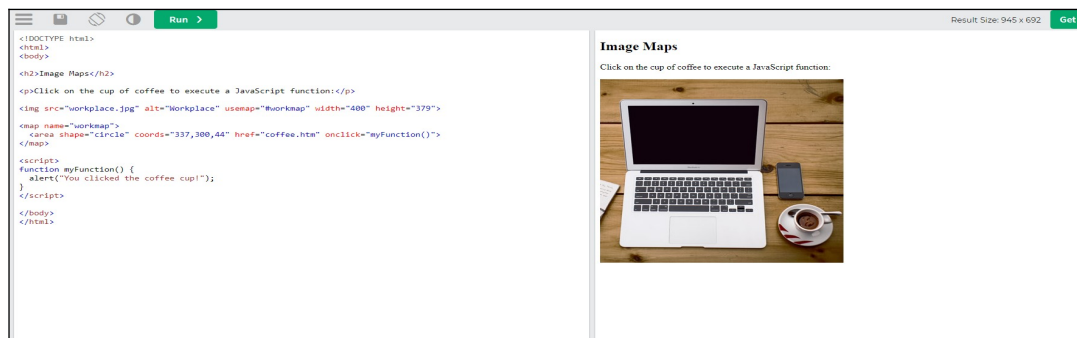 Run >
Result Size: 945 x 692
Get
<!DOCTYPE html>
<html>
<body>
<h2>Image Maps</h2>
<p>Click on the cup of coffee to execute a JavaScript function:</p>
<img src="workplace.jpg" alt="Workplace" usemap="#workmap" width="400" height="379">
<map name="workmap">
<area shape="circle" coords="337,300,44" href="coffee.htm" onclick="myFunction()">
</map>
<script>
function myFunction() {
alert("You clicked the coffee cup!");
}
</script>
</body>
</html>
Image Maps
Click on the cup of coffee to execute a JavaScript function: